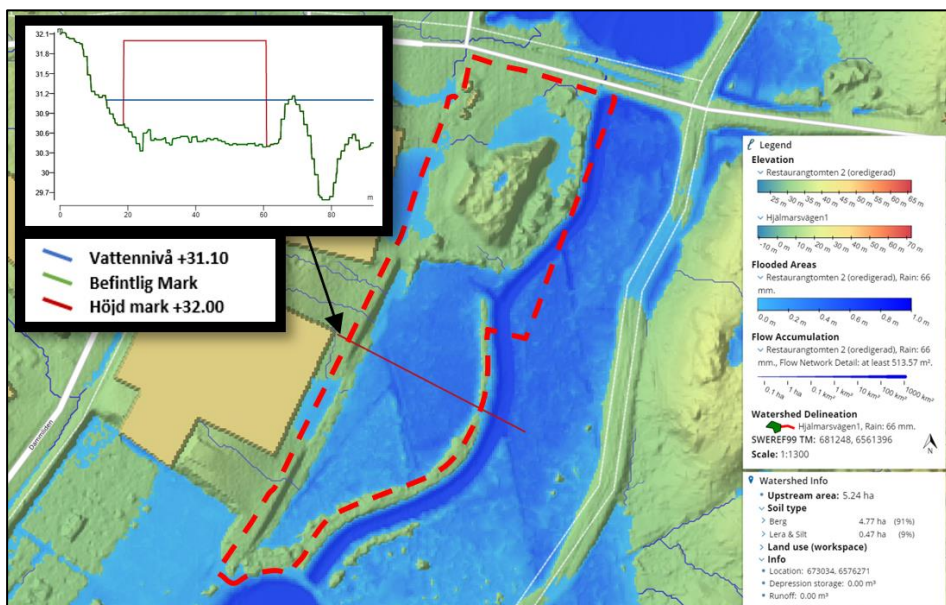 m
32.1
31.8
31.5
31.2
30.9
30.6
30.3
30.0
29.7
0 20 40 60 80 m
Vattennivå +31.10
Befintlig Mark
Höjd mark +32.00
Dammliden
Legend
Elevation
Restaurangtomten 2 (oredigerad)
25 m 30 m 35 m 40 m 45 m 50 m 55 m 60 m 65 m
Hjälmarsvägen1
-10 m 0 m 10 m 20 m 30 m 40 m 50 m 60 m 70 m
Flooded Areas
Restaurangtomten 2 (oredigerad), Rain: 66
mm.
0.0 m 0.2 m 0.4 m 0.6 m 0.8 m 1.0 m
Flow Accumulation
Restaurangtomten 2 (oredigerad), Rain: 66
mm., Flow Network Detail: at least 513.57 m².
0.1 ha 1 ha 0.1 km² 1 km² 10 km² 100 km² 1000 km²
Watershed Delineation
Hjälmarsvägen1, Rain: 66 mm.
SWEREF99 TM: 681248, 6561396
Scale: 1:1300
N
Watershed Info
Upstream area: 5.24 ha
Soil type
Berg 4.77 ha (91%)
Lera & Silt 0.47 ha (9%)
Land use (workspace)
Info
Location: 673034, 6576271
Depression storage: 0.00 m³
Runoff: 0.00 m³